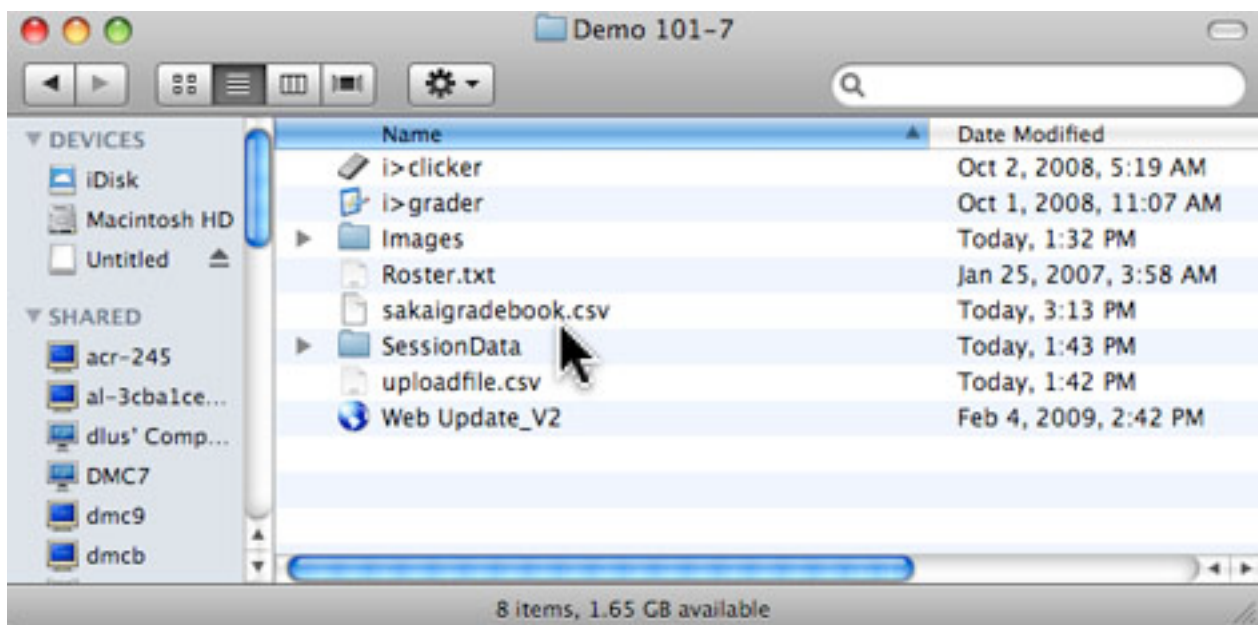 Demo 101-7
DEVICES
iDisk
Macintosh HD
Untitled
SHARED
acr-245
al-3cba1ce...
dlus' Comp...
DMC7
dmc9
dmcb
Name Date Modified
i>clicker Oct 2, 2008, 5:19 AM
i>grader Oct 1, 2008, 11:07 AM
Images Today, 1:32 PM
Roster.txt Jan 25, 2007, 3:58 AM
sakaigradebook.csv Today, 3:13 PM
SessionData Today, 1:43 PM
uploadfile.csv Today, 1:42 PM
Web Update_V2 Feb 4, 2009, 2:42 PM
8 items, 1.65 GB available